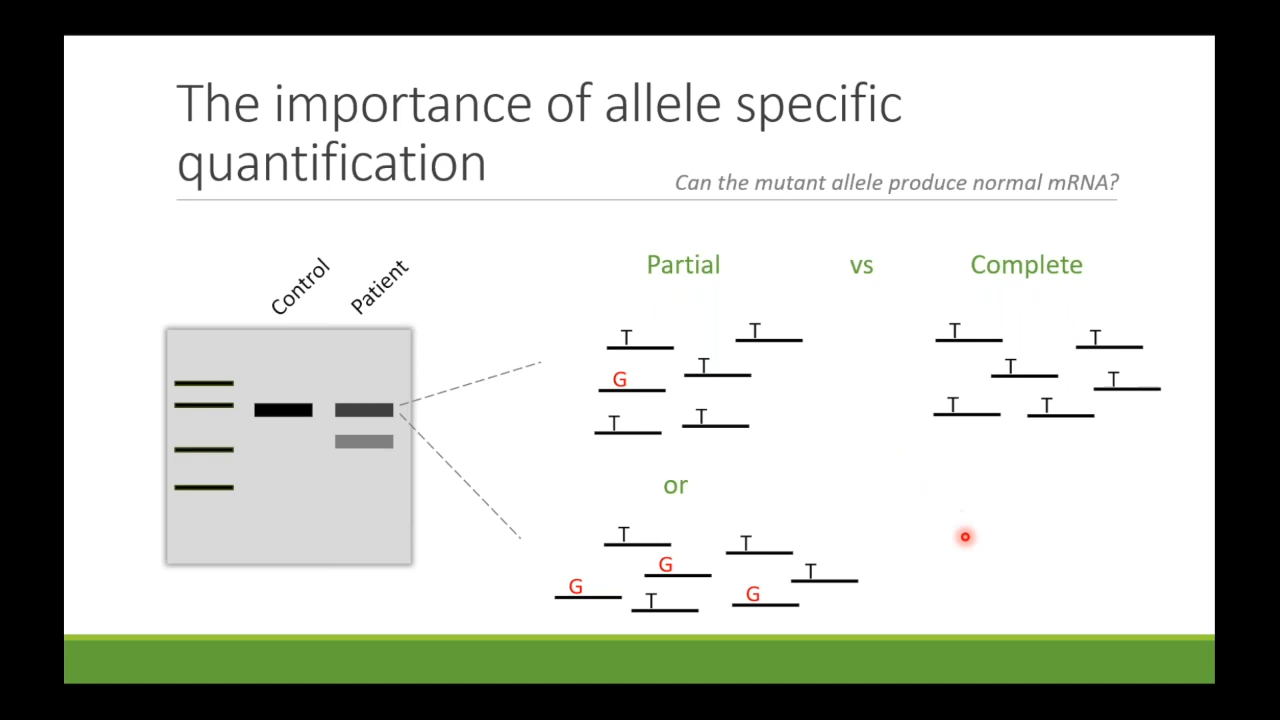 The importance of allele specific
quantification
Can the mutant allele produce normal mRNA?
Control
Patient
Partial
vs
Complete
T
T
G
T
T
T
T
T
T
T
T
T
or
T
T
G
T
G
T
G